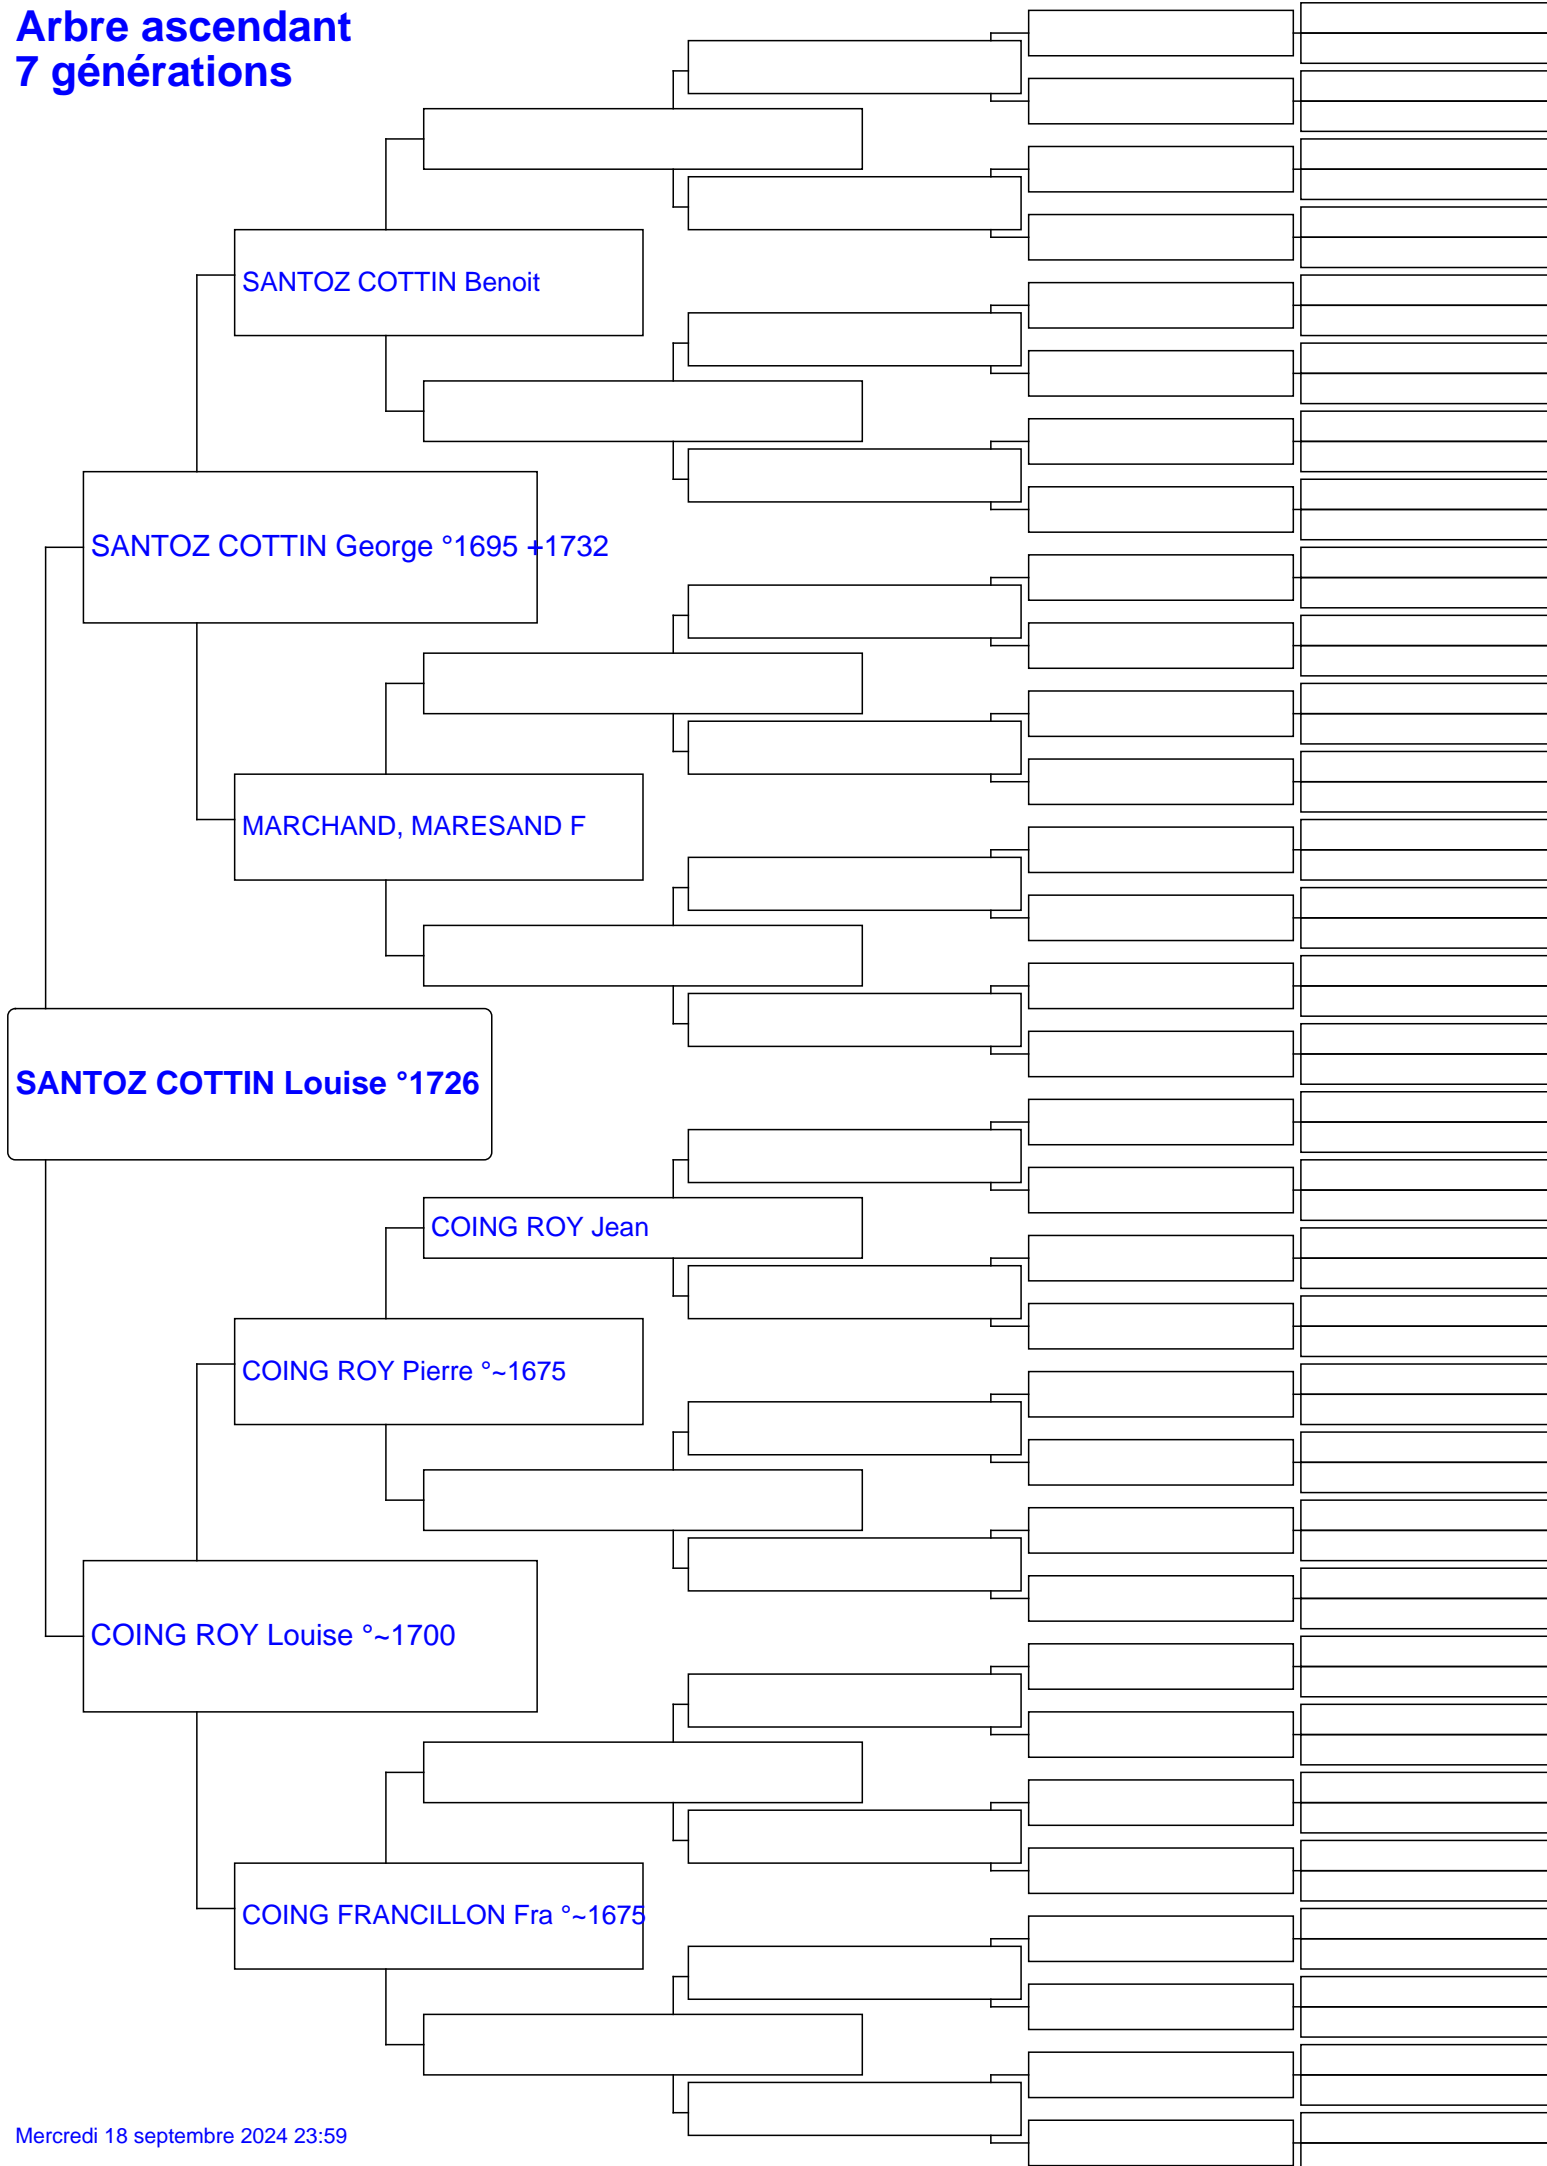 Arbre ascendant
7 générations
SANTOZ COTTIN Benoit
SANTOZ COTTIN George °1695 +1732
MARCHAND, MARESAND F
SANTOZ COTTIN Louise °1726
COING ROY Jean
COING ROY Pierre °~1675
COING ROY Louise °~1700
COING FRANCILLON Fra °~1675
Mercredi 18 septembre 2024 23:59